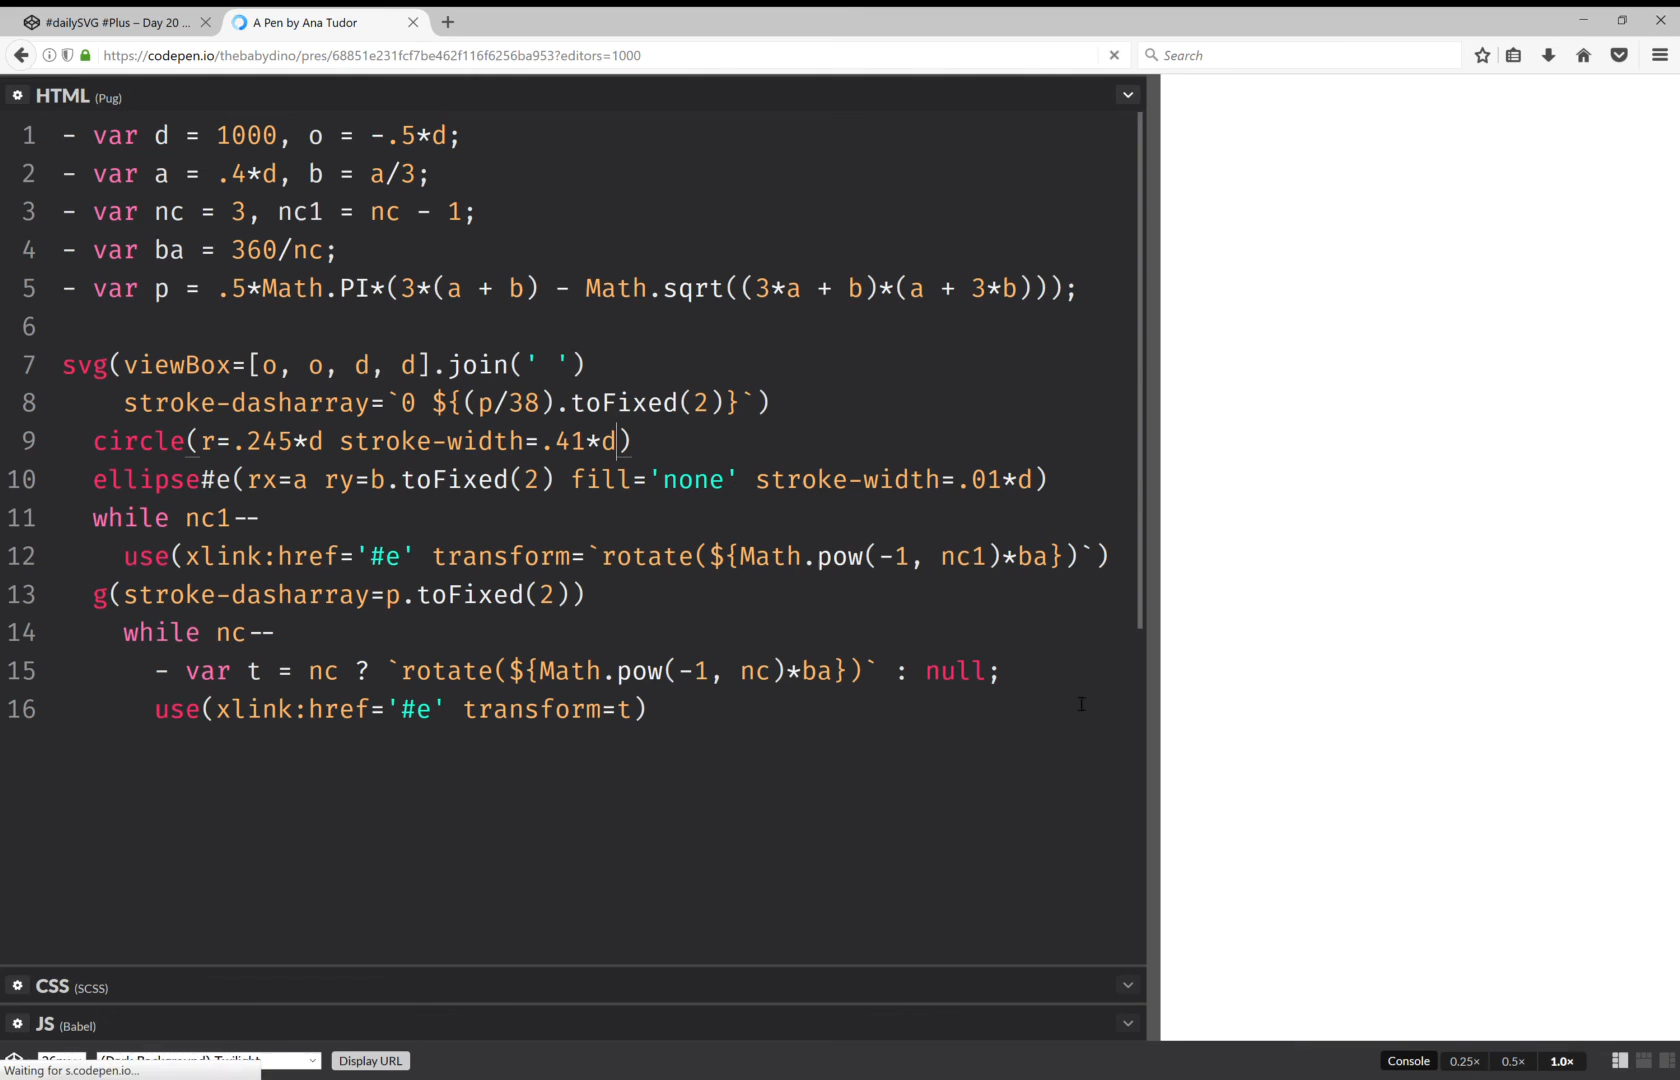 #dailySVG #Plus – Day 20 ...
A Pen by Ana Tudor
https://codepen.io/thebabydino/pres/68851e231fcf7be462f116f6256ba953?editors=1000
Search
HTML (Pug)
1 - var d = 1000, o = -.5*d;
2 - var a = .4*d, b = a/3;
3 - var nc = 3, nc1 = nc - 1;
4 - var ba = 360/nc;
5 - var p = .5*Math.PI*(3*(a + b) - Math.sqrt((3*a + b)*(a + 3*b)));
6
7 svg(viewBox=[o, o, d, d].join(' ')
8 stroke-dasharray=`0 ${(p/38).toFixed(2)}`)
9 circle(r=.245*d stroke-width=.41*d)
10 ellipse#e(rx=a ry=b.toFixed(2) fill='none' stroke-width=.01*d)
11 while nc1--
12 use(xlink:href='#e' transform=`rotate(${Math.pow(-1, nc1)*ba})`)
13 g(stroke-dasharray=p.toFixed(2))
14 while nc--
15 - var t = nc ? `rotate(${Math.pow(-1, nc)*ba})` : null;
16 use(xlink:href='#e' transform=t)
CSS (SCSS)
JS (Babel)
(Dark Background) Twilight
Display URL
Console 0.25× 0.5× 1.0×
Waiting for s.codepen.io...